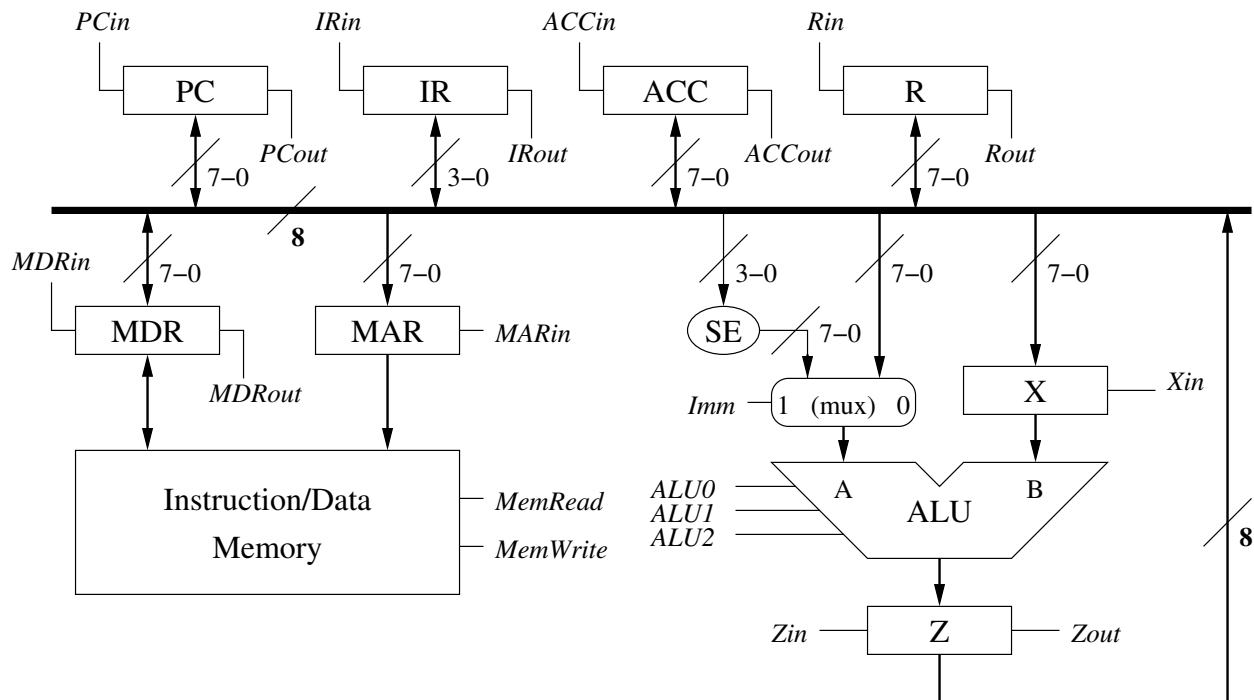 PCin
IRin
ACCin
Rin
PC
IR
ACC
R
PCout
IRout
ACCout
Rout
7–0
3–0
7–0
7–0
8
MDRin
7–0
7–0
3–0
7–0
7–0
MDR
MAR
MARin
SE
7–0
MDRout
Imm
1 (mux) 0
X
Xin
Instruction/Data
Memory
MemRead
MemWrite
ALU0
ALU1
ALU2
A
B
ALU
8
Zin
Z
Zout